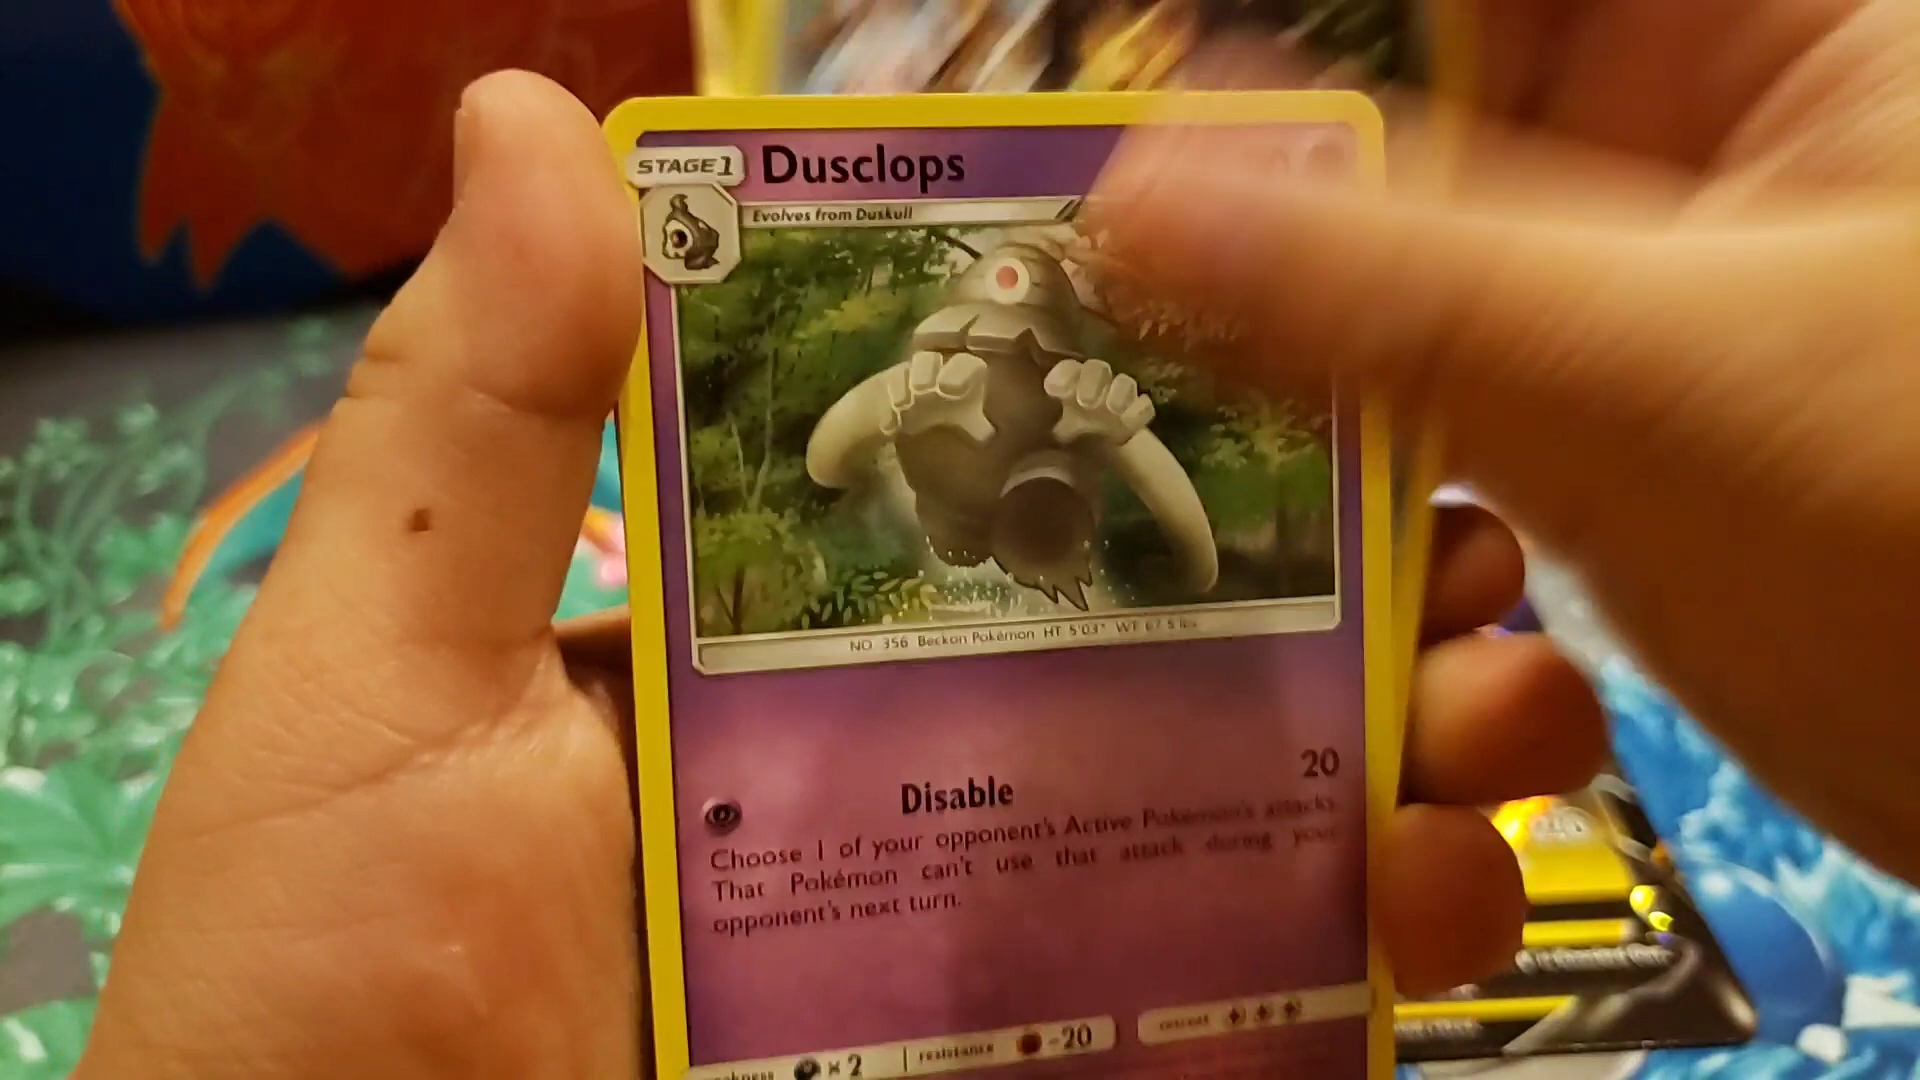 STAGE1 Dusclops
Evolves from Duskull
NO. 356 Beckon Pokémon HT 5'03" WT 67.5 lbs
Disable 20
Choose 1 of your opponent's Active Pokémon's attacks.
That Pokémon can't use that attack during your
opponent's next turn.
weakness ×2 resistance -20 retreat